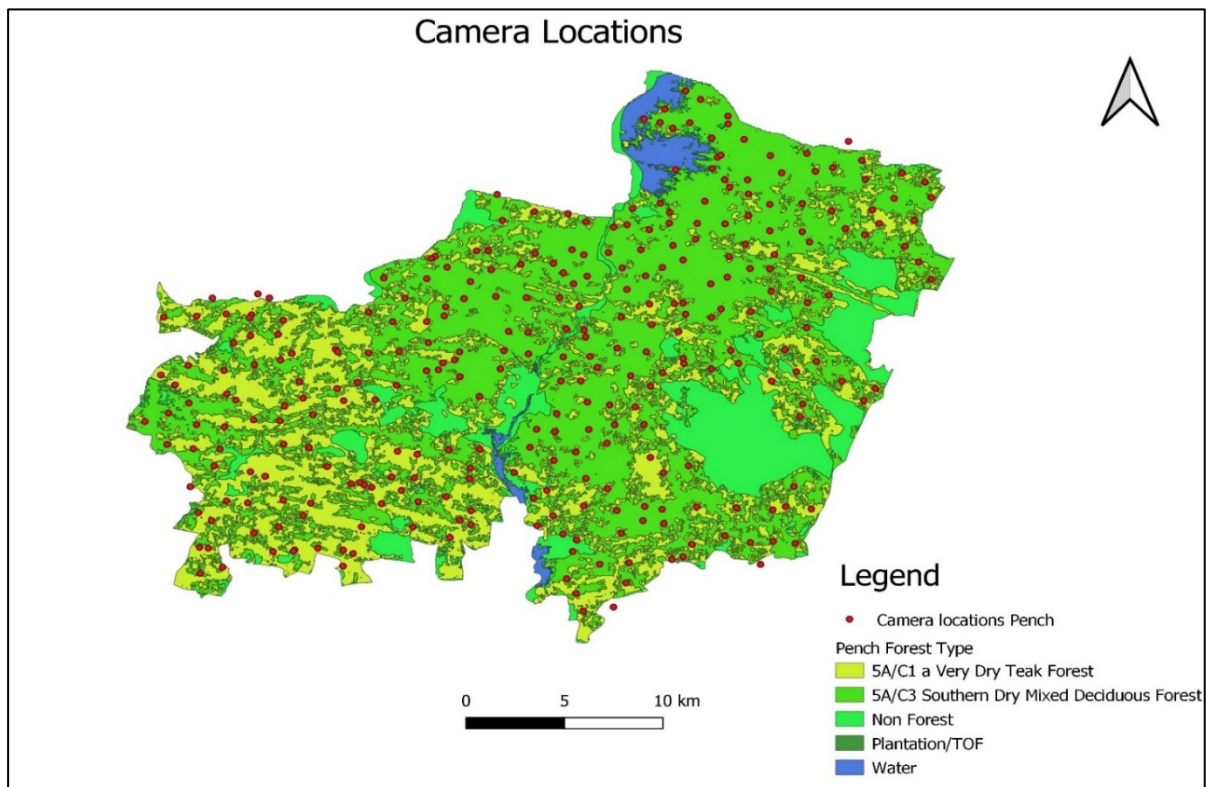 Camera Locations
Legend
Camera locations Pench
Pench Forest Type
5A/C1 a Very Dry Teak Forest
5A/C3 Southern Dry Mixed Deciduous Forest
Non Forest
Plantation/TOF
Water
0 5 10 km